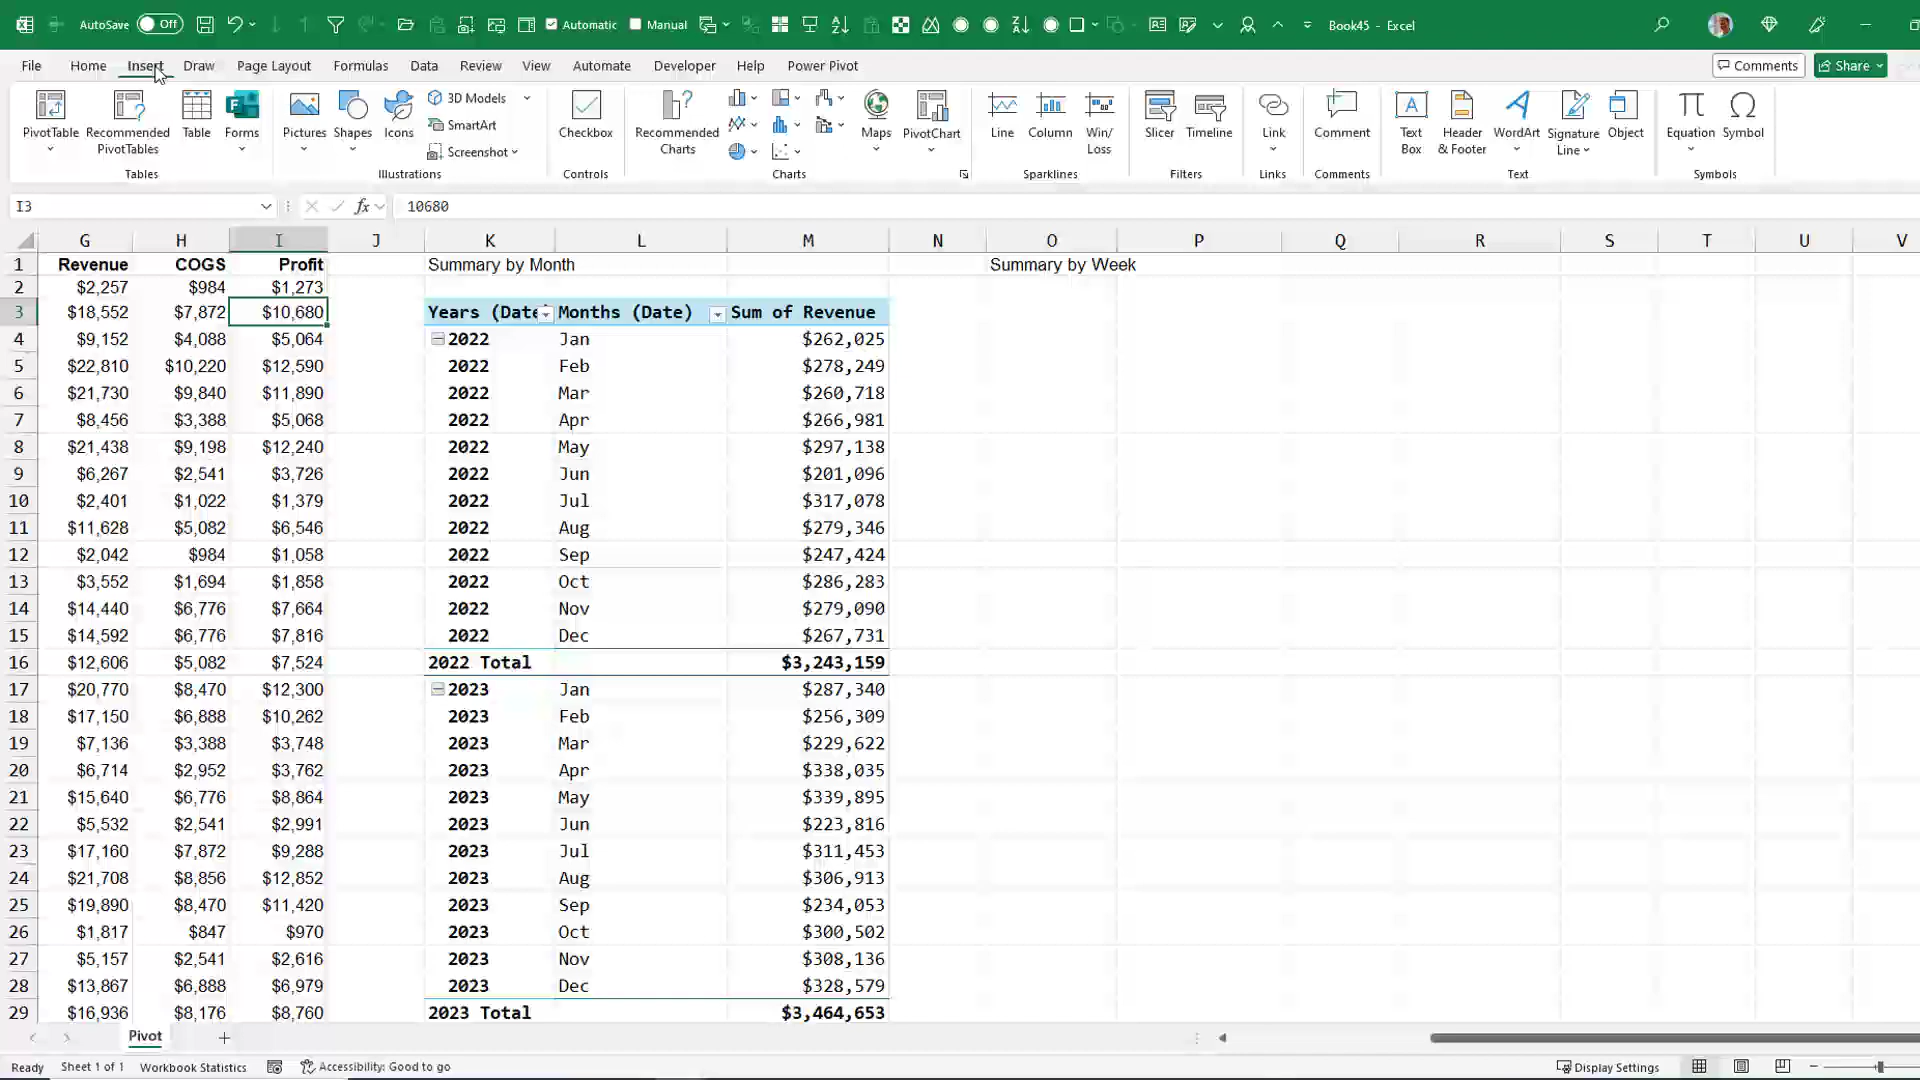 AutoSave Off Automatic Manual Book45 - Excel
File Home Insert Draw Page Layout Formulas Data Review View Automate Developer Help Power Pivot Comments Share
PivotTable Recommended PivotTables Table Forms
Tables
Pictures Shapes Icons 3D Models SmartArt Screenshot
Illustrations
Checkbox
Controls
Recommended Charts Maps PivotChart
Charts
Line Column Win/Loss
Sparklines
Slicer Timeline
Filters
Link
Links
Comment
Comments
Text Box Header & Footer WordArt Signature Line Object
Text
Equation Symbol
Symbols
I3 fx 10680
G H I J K L M N O P Q R S T U V
1 Revenue COGS Profit Summary by Month Summary by Week
2 $2,257 $984 $1,273
3 $18,552 $7,872 $10,680 Years (Date Months (Date) Sum of Revenue
4 $9,152 $4,088 $5,064 2022 Jan $262,025
5 $22,810 $10,220 $12,590 2022 Feb $278,249
6 $21,730 $9,840 $11,890 2022 Mar $260,718
7 $8,456 $3,388 $5,068 2022 Apr $266,981
8 $21,438 $9,198 $12,240 2022 May $297,138
9 $6,267 $2,541 $3,726 2022 Jun $201,096
10 $2,401 $1,022 $1,379 2022 Jul $317,078
11 $11,628 $5,082 $6,546 2022 Aug $279,346
12 $2,042 $984 $1,058 2022 Sep $247,424
13 $3,552 $1,694 $1,858 2022 Oct $286,283
14 $14,440 $6,776 $7,664 2022 Nov $279,090
15 $14,592 $6,776 $7,816 2022 Dec $267,731
16 $12,606 $5,082 $7,524 2022 Total $3,243,159
17 $20,770 $8,470 $12,300 2023 Jan $287,340
18 $17,150 $6,888 $10,262 2023 Feb $256,309
19 $7,136 $3,388 $3,748 2023 Mar $229,622
20 $6,714 $2,952 $3,762 2023 Apr $338,035
21 $15,640 $6,776 $8,864 2023 May $339,895
22 $5,532 $2,541 $2,991 2023 Jun $223,816
23 $17,160 $7,872 $9,288 2023 Jul $311,453
24 $21,708 $8,856 $12,852 2023 Aug $306,913
25 $19,890 $8,470 $11,420 2023 Sep $234,053
26 $1,817 $847 $970 2023 Oct $300,502
27 $5,157 $2,541 $2,616 2023 Nov $308,136
28 $13,867 $6,888 $6,979 2023 Dec $328,579
29 $16,936 $8,176 $8,760 2023 Total $3,464,653
Pivot
Ready Sheet 1 of 1 Workbook Statistics Accessibility: Good to go Display Settings